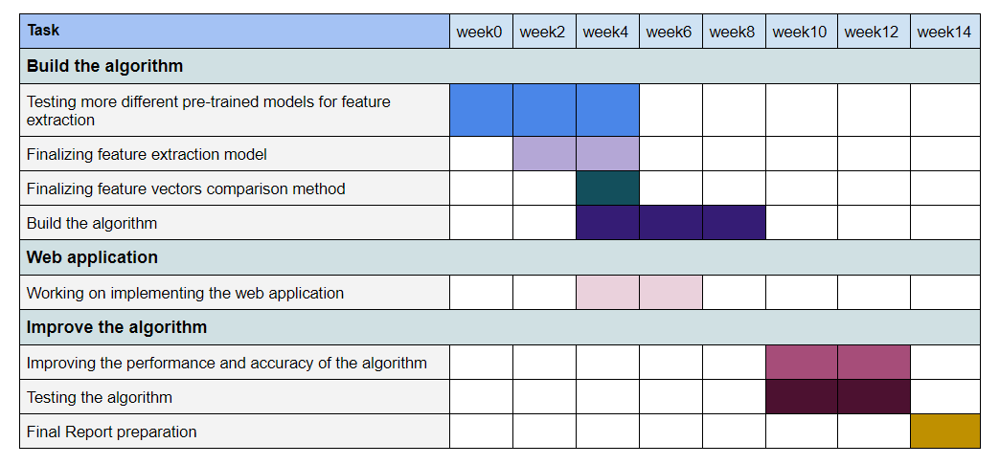 Task week0 week2 week4 week6 week8 week10 week12 week14
Build the algorithm
Testing more different pre-trained models for feature
extraction
Finalizing feature extraction model
Finalizing feature vectors comparison method
Build the algorithm
Web application
Working on implementing the web application
Improve the algorithm
Improving the performance and accuracy of the algorithm
Testing the algorithm
Final Report preparation